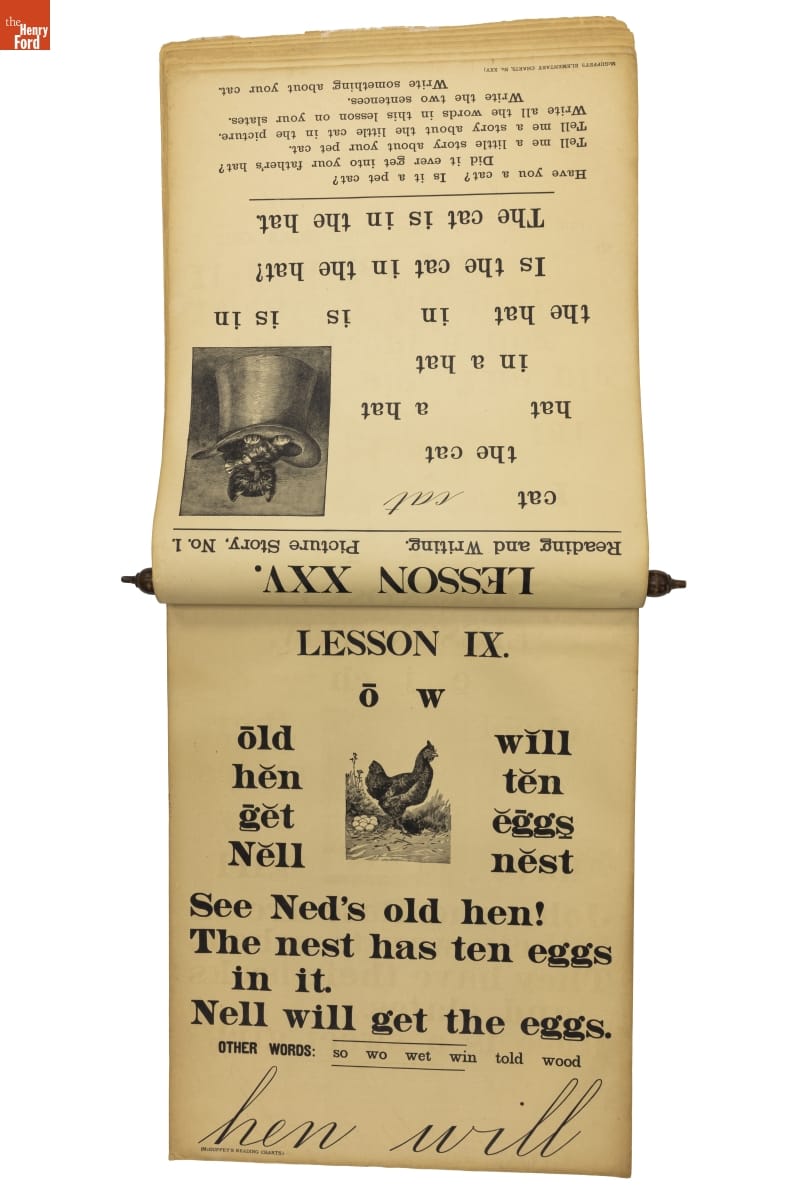 the
Henry
Ford
LESSON XXV.
Reading and Writing. Picture Story, No. 1.
cat cat
the cat
hat a hat
in a hat
the hat in is is in
Is the cat in the hat?
The cat is in the hat.
Have you a cat? Is it a pet cat?
Did it ever get into your father's hat?
Tell me a little story about your pet cat.
Tell me a story about the little cat in the picture.
Write all the words in this lesson on your slates.
Write the two sentences.
Write something about your cat.
McGUFFEY'S ELEMENTARY CHARTS, No. XXV)
LESSON IX.
ō w
ōld wĭll
hĕn tĕn
ḡĕt ĕḡḡs̱
Nĕll nĕst
See Ned's old hen!
The nest has ten eggs
in it.
Nell will get the eggs.
OTHER WORDS: so wo wet win told wood
hen will
(McGUFFEY'S READING CHARTS)